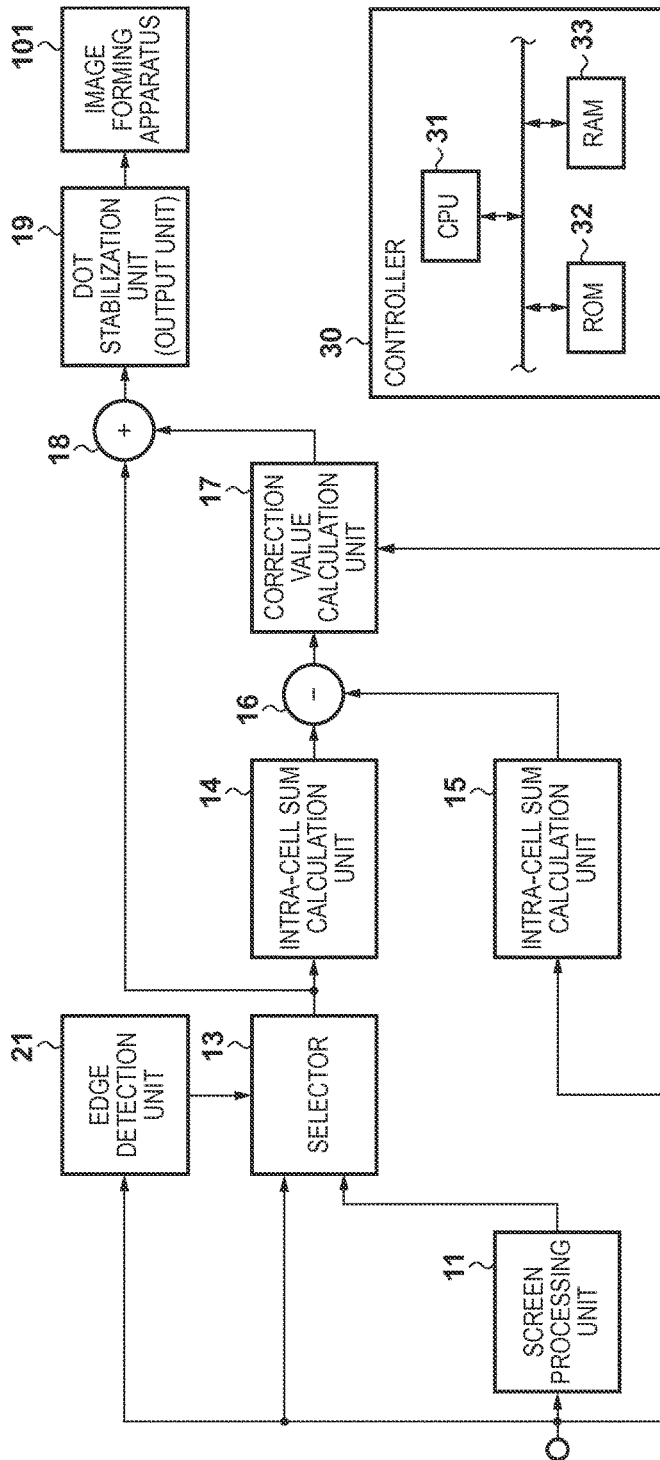 21
EDGE
DETECTION
UNIT
13
SELECTOR
11
SCREEN
PROCESSING
UNIT
14
INTRA-CELL SUM
CALCULATION
UNIT
15
INTRA-CELL SUM
CALCULATION
UNIT
16
-
17
CORRECTION
VALUE
CALCULATION
UNIT
18
+
19
DOT
STABILIZATION
UNIT
(OUTPUT UNIT)
101
IMAGE
FORMING
APPARATUS
30
CONTROLLER
31
CPU
32
ROM
33
RAM